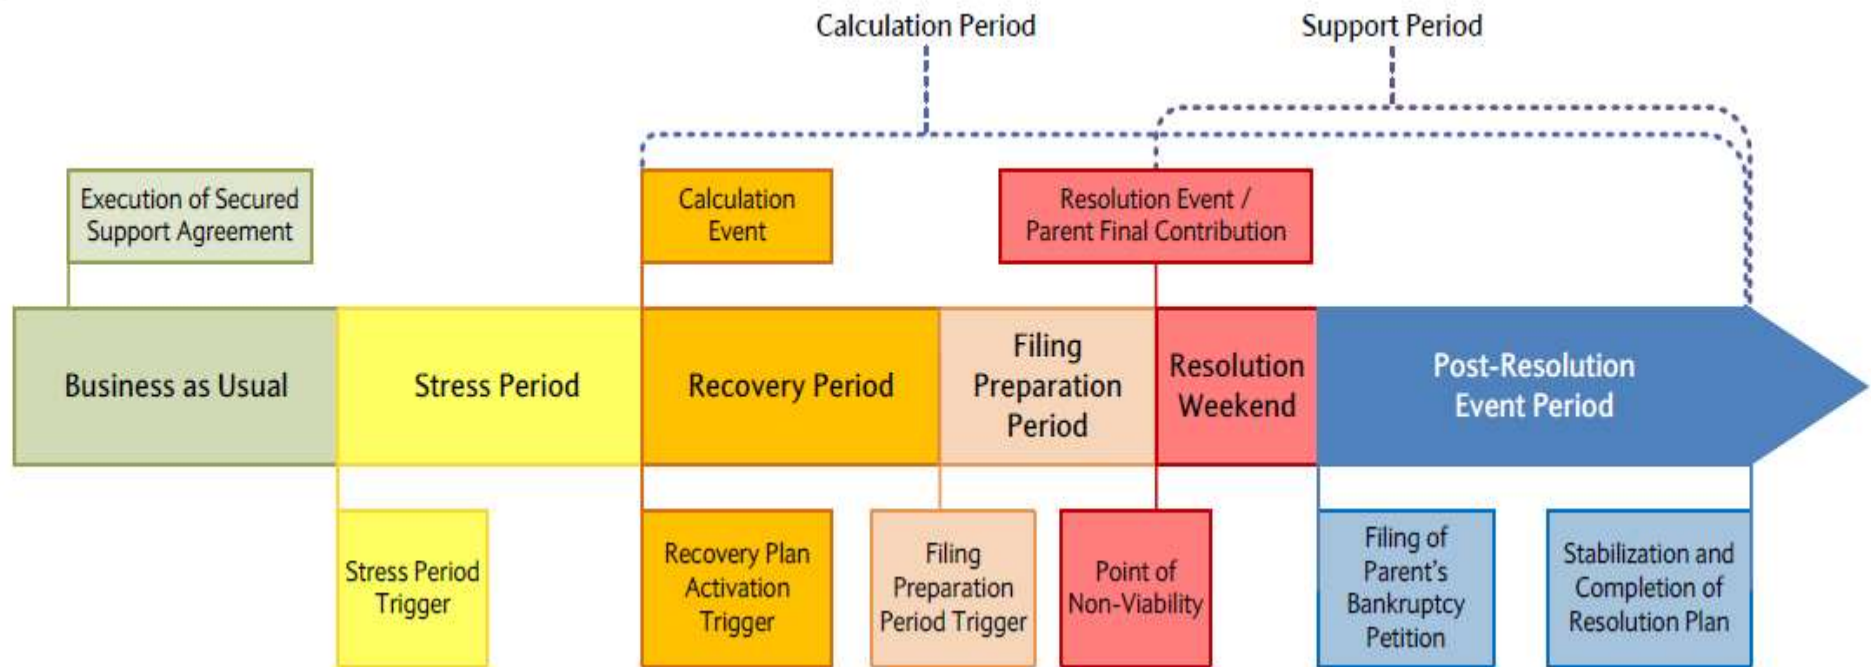 Calculation Period
Support Period
Execution of Secured
Support Agreement
Calculation
Event
Resolution Event /
Parent Final Contribution
Business as Usual
Stress Period
Recovery Period
Filing
Preparation
Period
Resolution
Weekend
Post-Resolution
Event Period
Stress Period
Trigger
Recovery Plan
Activation
Trigger
Filing
Preparation
Period Trigger
Point of
Non-Viability
Filing of
Parent's
Bankruptcy
Petition
Stabilization and
Completion of
Resolution Plan